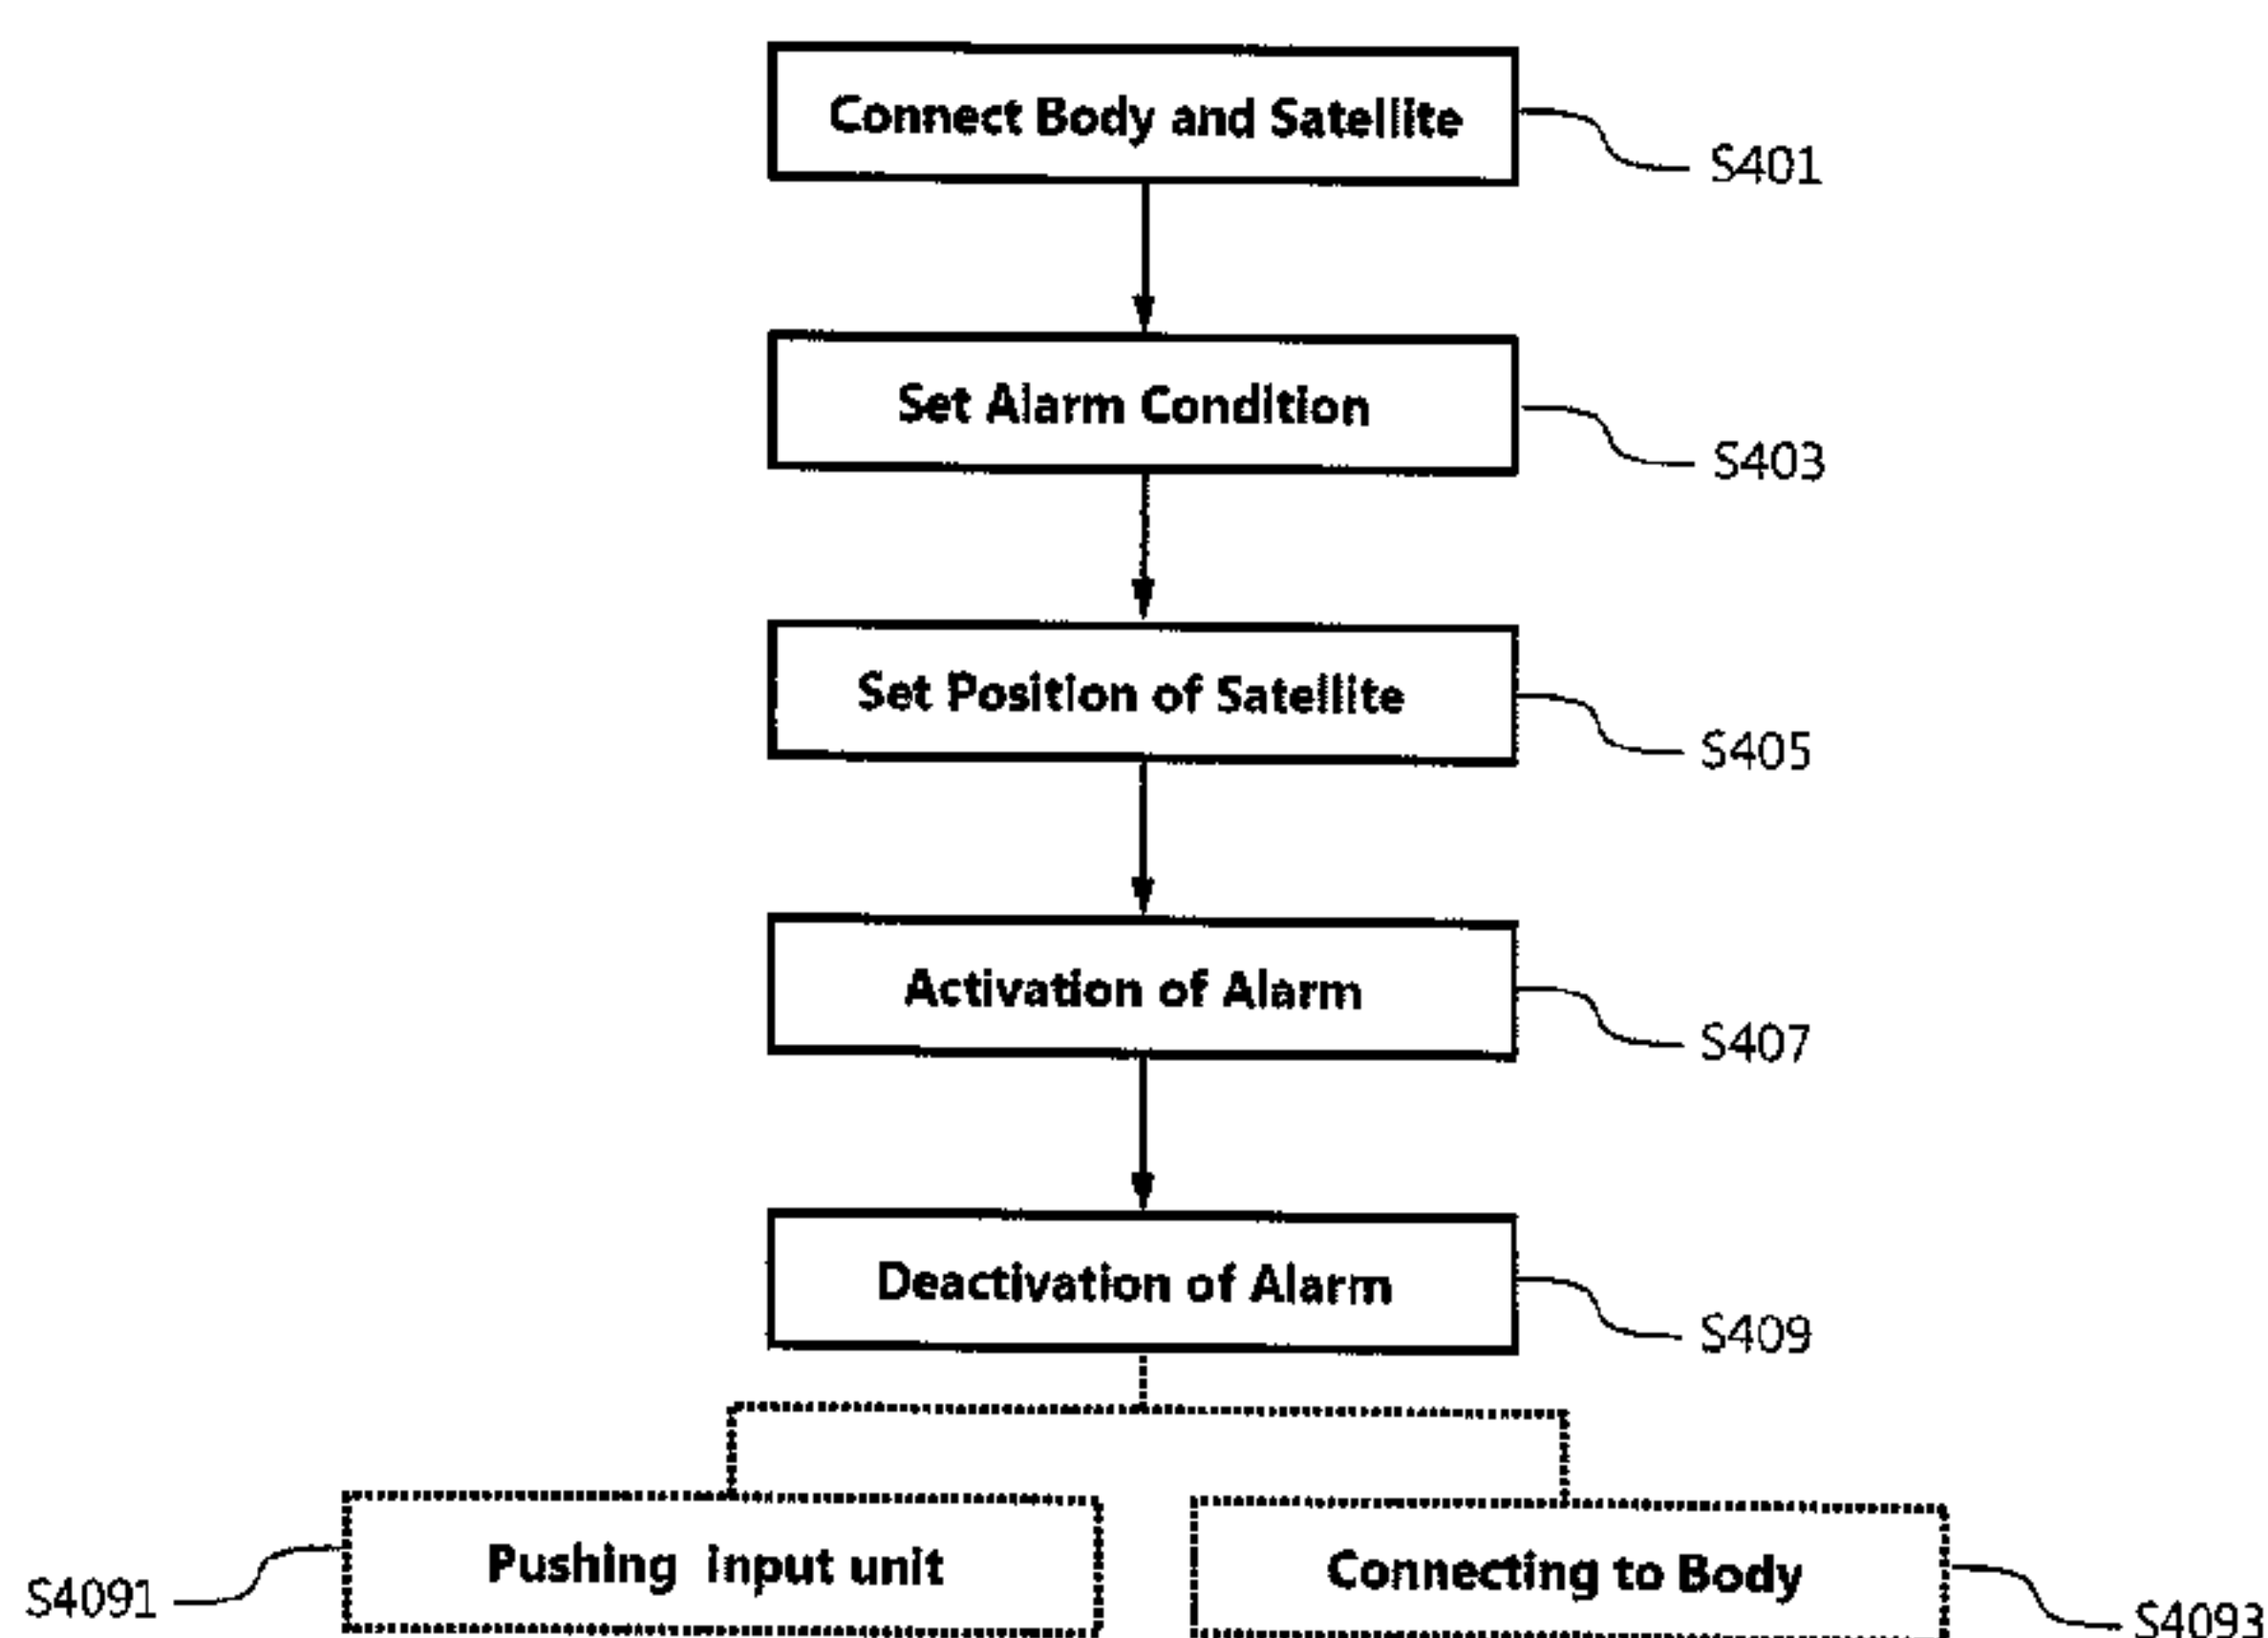 Connect Body and Satellite
S401
Set Alarm Condition
S403
Set Position of Satellite
S405
Activation of Alarm
S407
Deactivation of Alarm
S409
Pushing Input unit
Connecting to Body
S4091
S4093